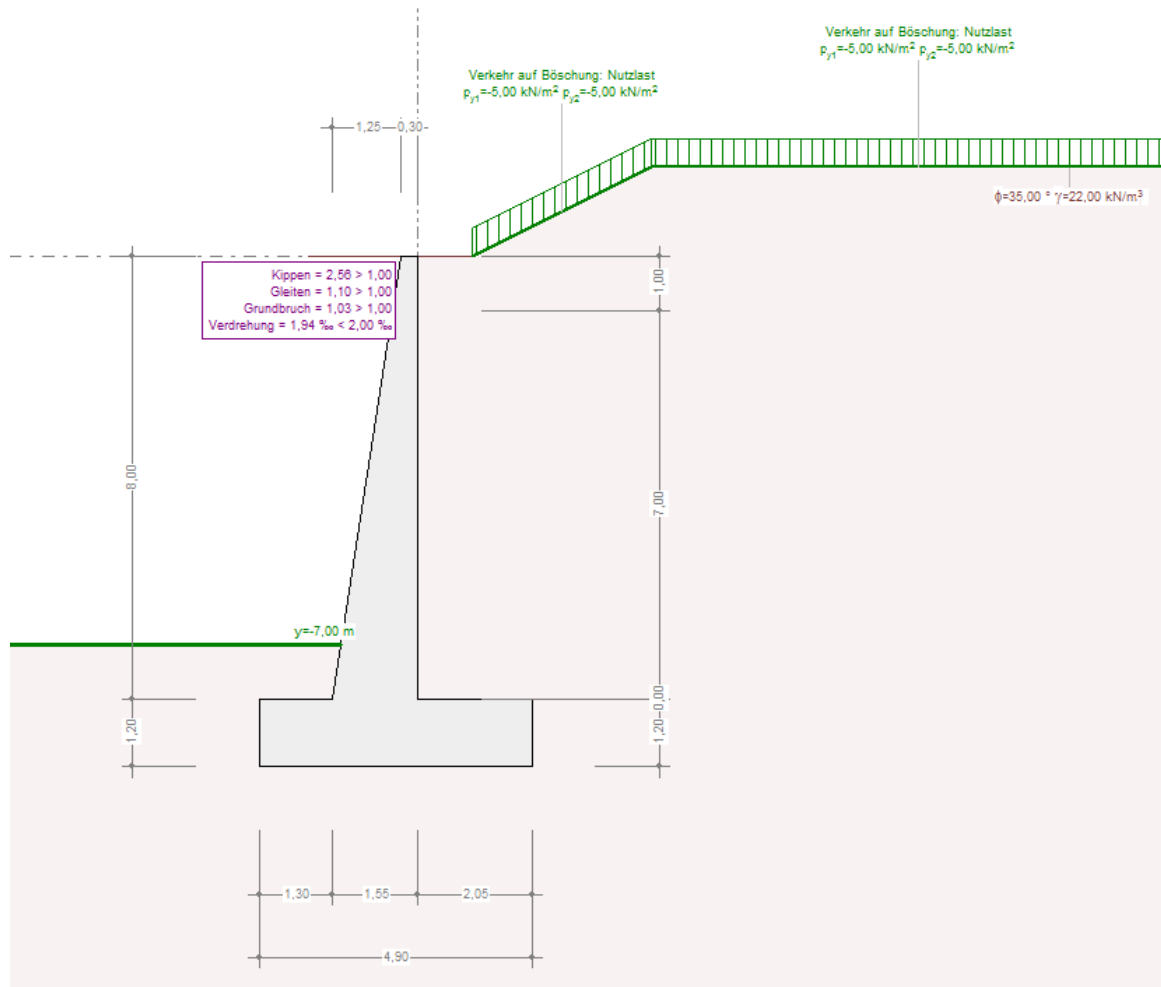 Verkehr auf Böschung: Nutzlast
p_y1=-5,00 kN/m² p_y2=-5,00 kN/m²
Verkehr auf Böschung: Nutzlast
p_y1=-5,00 kN/m² p_y2=-5,00 kN/m²
1,25 0,30
ϕ=35,00 ° γ=22,00 kN/m³
Kippen = 2,56 > 1,00
Gleiten = 1,10 > 1,00
Grundbruch = 1,03 > 1,00
Verdrehung = 1,94 ‰ < 2,00 ‰
1,00
8,00
7,00
y=-7,00 m
1,20
1,20 0,00
1,30 1,55 2,05
4,90